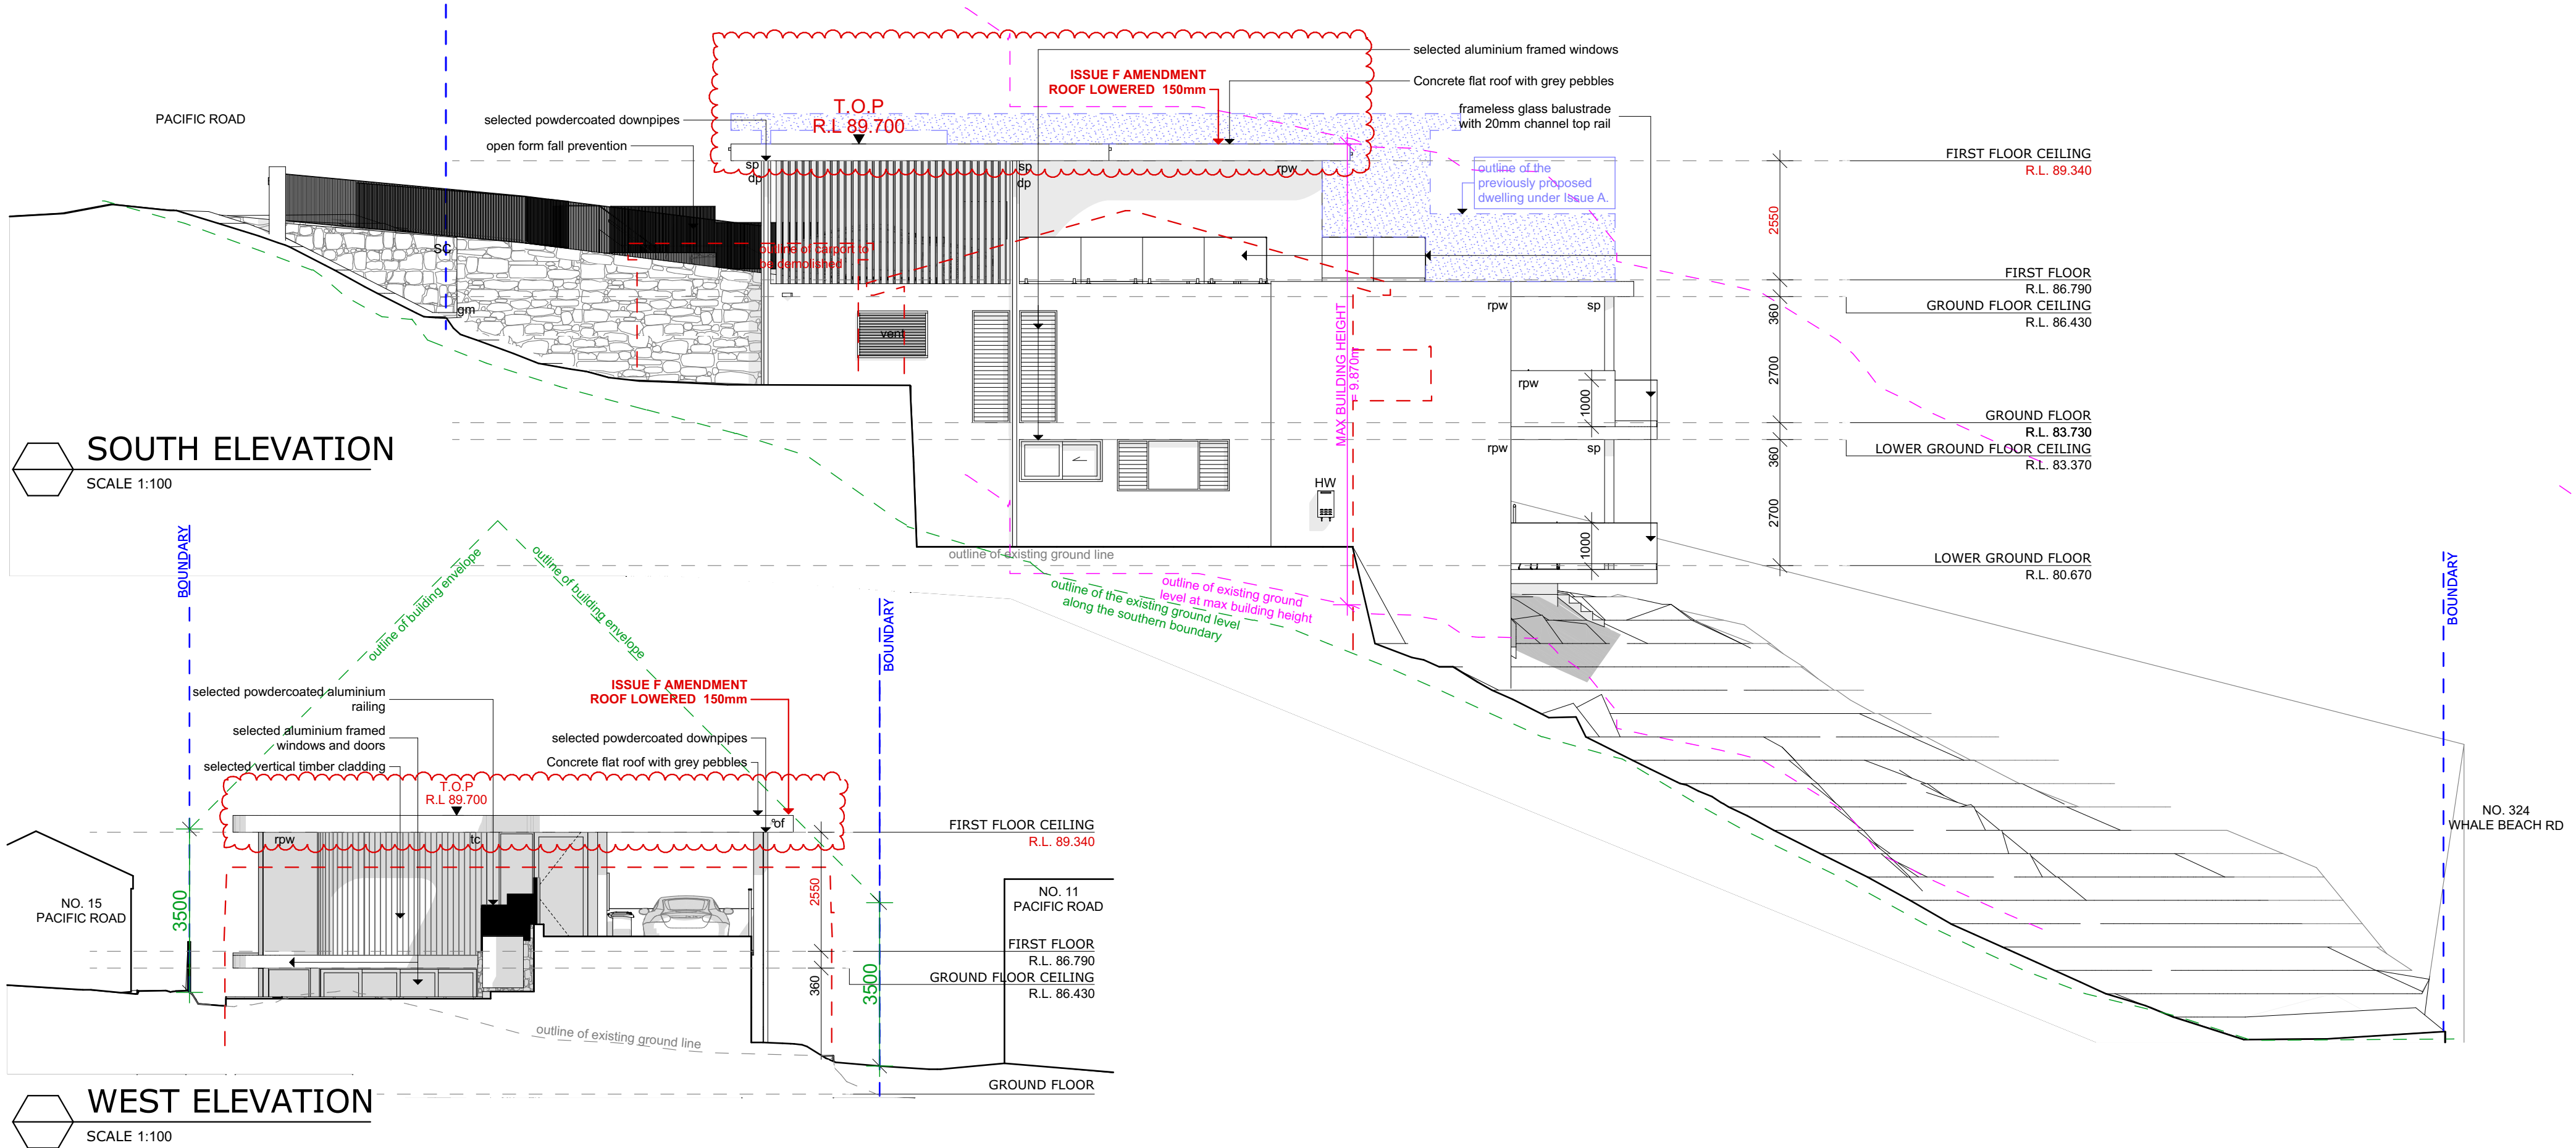 PACIFIC ROAD
selected powdercoated downpipes
open form fall prevention
T.O.P
R.L 89.700
ISSUE F AMENDMENT
ROOF LOWERED 150mm
selected aluminium framed windows
Concrete flat roof with grey pebbles
frameless glass balustrade
with 20mm channel top rail
outline of the
previously proposed
dwelling under Issue A.
sp
dp
sp
dp
rpw
SC
gm
outline of carport to
be demolished
vent
MAX BUILDING HEIGHT
= 9.870m
rpw
sp
rpw
1000
rpw
sp
HW
1000
FIRST FLOOR CEILING
R.L. 89.340
2550
FIRST FLOOR
R.L. 86.790
360
GROUND FLOOR CEILING
R.L. 86.430
2700
GROUND FLOOR
R.L. 83.730
360
LOWER GROUND FLOOR CEILING
R.L. 83.370
2700
LOWER GROUND FLOOR
R.L. 80.670
outline of existing ground line
outline of existing ground
level at max building height
outline of the existing ground level
along the southern boundary
BOUNDARY
NO. 324
WHALE BEACH RD
SOUTH ELEVATION
SCALE 1:100
BOUNDARY
outline of building envelope
outline of building envelope
BOUNDARY
selected powdercoated aluminium
railing
selected aluminium framed
windows and doors
selected vertical timber cladding
ISSUE F AMENDMENT
ROOF LOWERED 150mm
selected powdercoated downpipes
Concrete flat roof with grey pebbles
T.O.P
R.L 89.700
rpw
tc
of
NO. 15
PACIFIC ROAD
3500
2550
360
3500
NO. 11
PACIFIC ROAD
FIRST FLOOR CEILING
R.L. 89.340
FIRST FLOOR
R.L. 86.790
GROUND FLOOR CEILING
R.L. 86.430
outline of existing ground line
GROUND FLOOR
WEST ELEVATION
SCALE 1:100